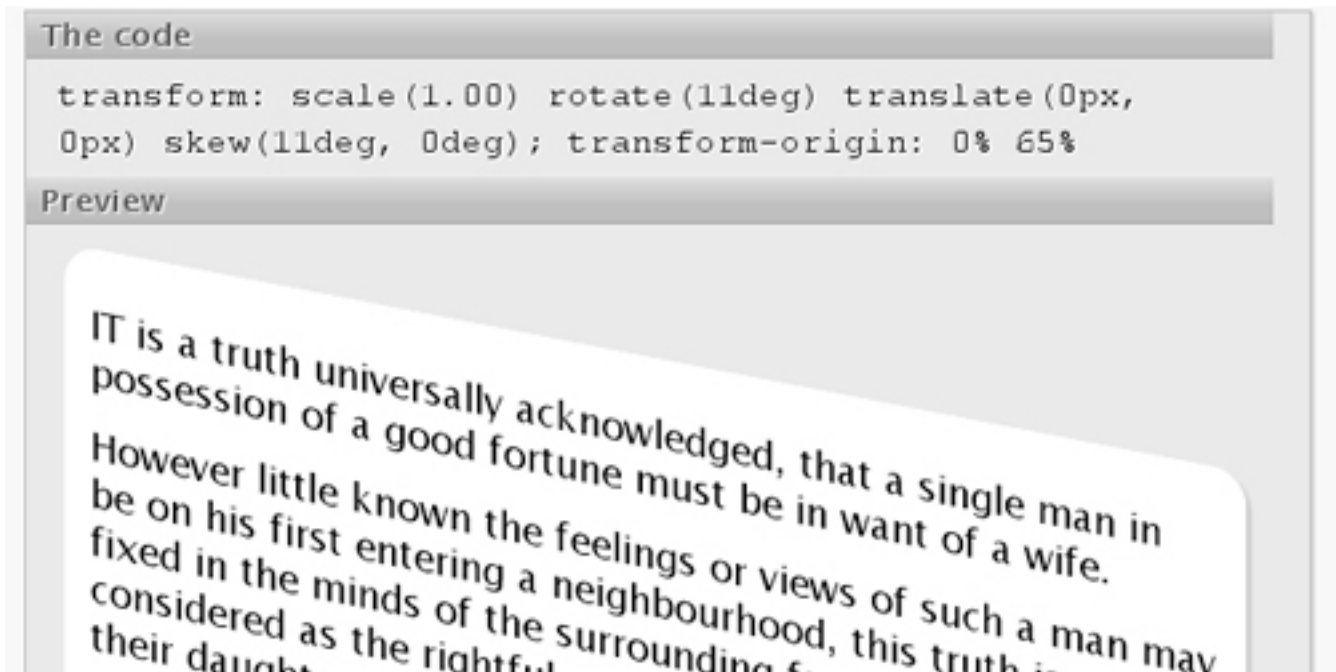 The code
transform: scale(1.00) rotate(11deg) translate(0px,
0px) skew(11deg, 0deg); transform-origin: 0% 65%
Preview
IT is a truth universally acknowledged, that a single man in
possession of a good fortune must be in want of a wife.
However little known the feelings or views of such a man may
be on his first entering a neighbourhood, this truth
fixed in the minds of the surrounding
considered as the
their